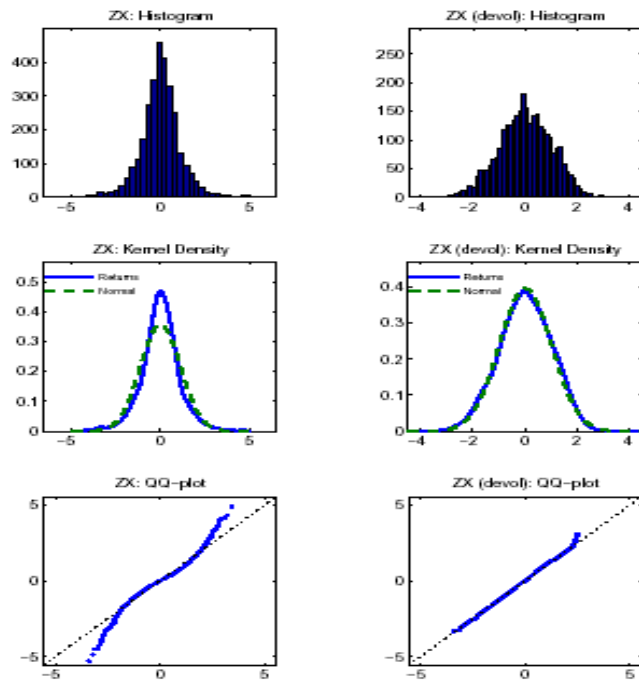 ZX: Histogram
400
300
200
100
0
−5 0 5
ZX (devol): Histogram
250
200
150
100
50
0
−4 −2 0 2 4
ZX: Kernel Density
0.5
0.4
0.3
0.2
0.1
0
Returns
Normal
−5 0 5
ZX (devol): Kernel Density
0.4
0.3
0.2
0.1
0
Returns
Normal
−4 −2 0 2 4
ZX: QQ−plot
5
0
−5
−5 0 5
ZX (devol): QQ−plot
5
0
−5
−5 0 5